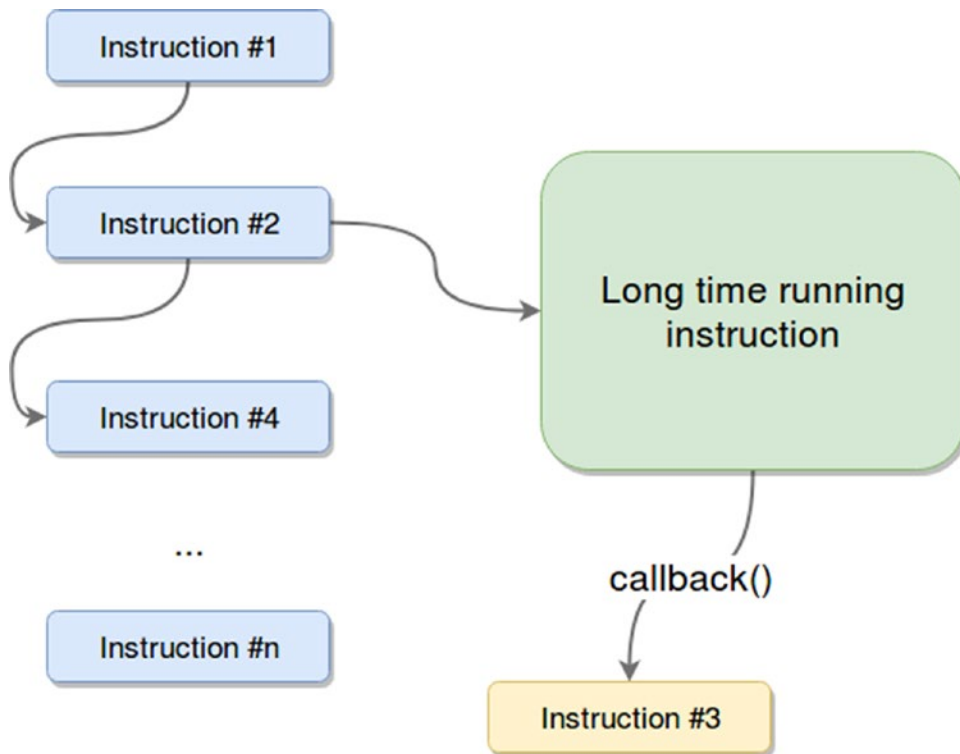 Instruction #1
Instruction #2
Long time running
instruction
Instruction #4
...
callback()
Instruction #n
Instruction #3